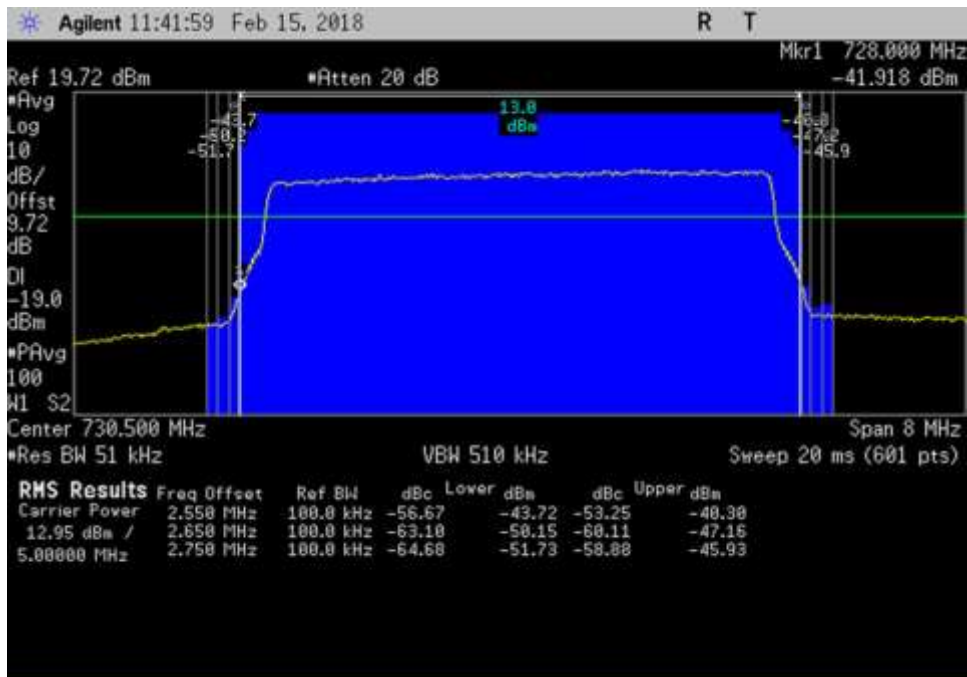 Agilent 11:41:59 Feb 15, 2018 R T
Mkr1 728.000 MHz
Ref 19.72 dBm #Atten 20 dB -41.918 dBm
#Avg
Log
10
dB/
Offst
9.72
dB
DI
-19.0
dBm
#PAvg
100
W1 S2
13.0
dBm
-51.7
Center 730.500 MHz Span 8 MHz
#Res BW 51 kHz VBW 510 kHz Sweep 20 ms (601 pts)
RMS Results Freq Offset Ref BW dBc Lower dBm dBc Upper dBm
Carrier Power 2.550 MHz 100.0 kHz -56.67 -43.72 -53.25 -40.30
12.95 dBm / 2.650 MHz 100.0 kHz -63.10 -50.15 -60.11 -47.16
5.00000 MHz 2.750 MHz 100.0 kHz -64.68 -51.73 -58.88 -45.93